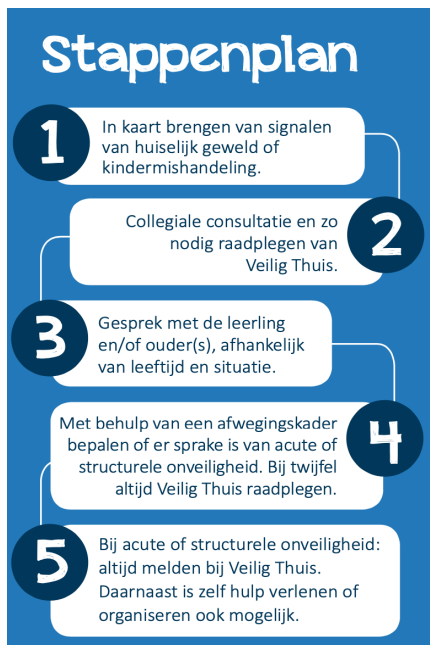 Stappenplan
1
In kaart brengen van signalen
van huiselijk geweld of
kindermishandeling.
Collegiale consultatie en zo
nodig raadplegen van
Veilig Thuis.
2
3
Gesprek met de leerling
en/of ouder(s), afhankelijk
van leeftijd en situatie.
Met behulp van een afwegingskader
bepalen of er sprake is van acute of
structurele onveiligheid. Bij twijfel
altijd Veilig Thuis raadplegen.
4
5
Bij acute of structurele onveiligheid:
altijd melden bij Veilig Thuis.
Daarnaast is zelf hulp verlenen of
organiseren ook mogelijk.